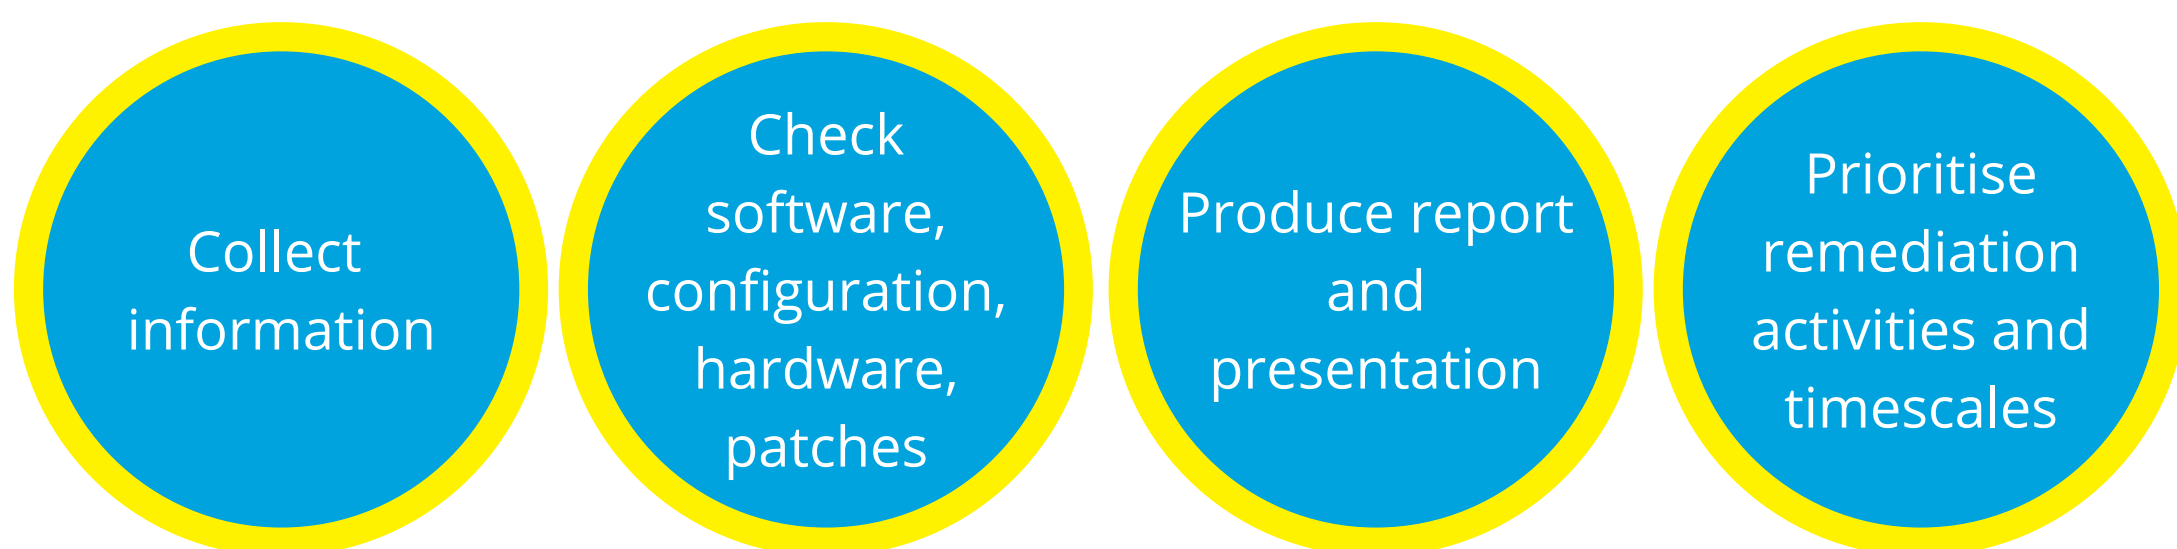 Collect
information
Check
software,
configuration,
hardware,
patches
Produce report
and
presentation
Prioritise
remediation
activities and
timescales